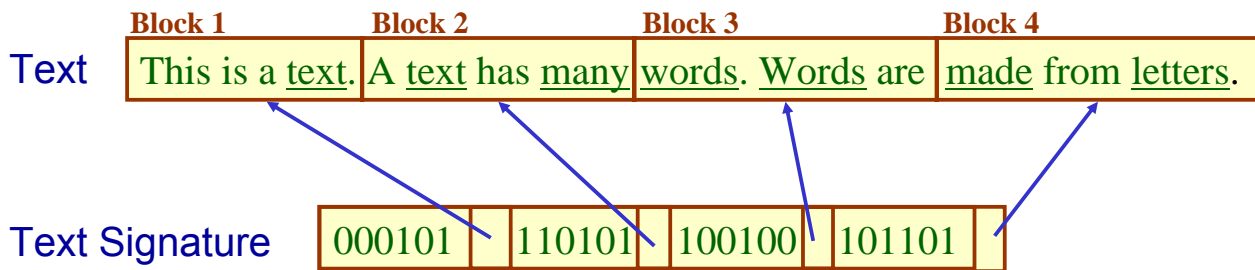 Block 1 Block 2 Block 3 Block 4
Text This is a text. A text has many words. Words are made from letters.
Text Signature 000101 110101 100100 101101